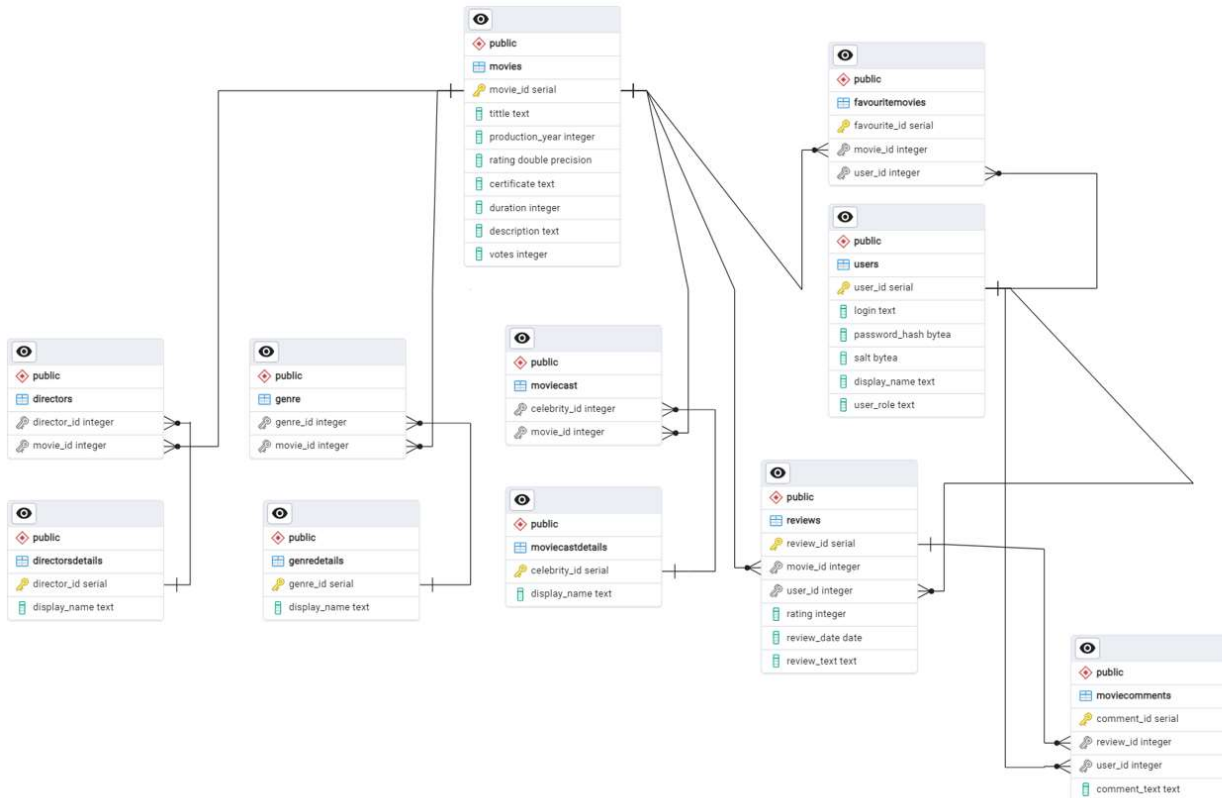 public
movies
movie_id serial
tittle text
production_year integer
rating double precision
certificate text
duration integer
description text
votes integer
public
favouritemovies
favourite_id serial
movie_id integer
user_id integer
public
users
user_id serial
login text
password_hash bytea
salt bytea
display_name text
user_role text
public
directors
director_id integer
movie_id integer
public
genre
genre_id integer
movie_id integer
public
moviecast
celebrity_id integer
movie_id integer
public
directorsdetails
director_id serial
display_name text
public
genredetails
genre_id serial
display_name text
public
moviecastdetails
celebrity_id serial
display_name text
public
reviews
review_id serial
movie_id integer
user_id integer
rating integer
review_date date
review_text text
public
moviecomments
comment_id serial
review_id integer
user_id integer
comment_text text